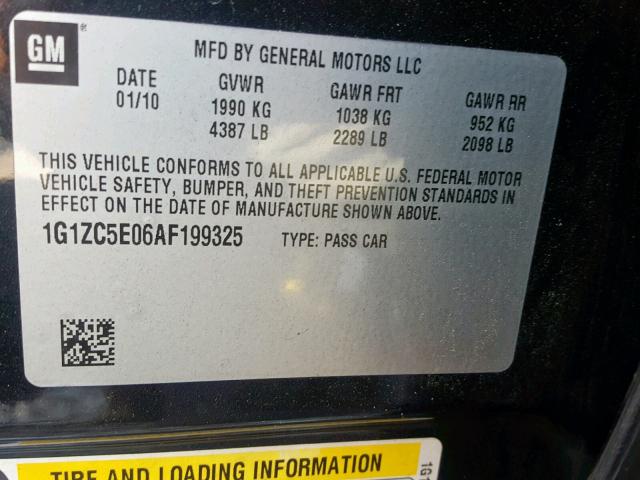 GM ®
MFD BY GENERAL MOTORS LLC
DATE GVWR GAWR FRT GAWR RR
01/10 1990 KG 1038 KG 952 KG
4387 LB 2289 LB 2098 LB
THIS VEHICLE CONFORMS TO ALL APPLICABLE U.S. FEDERAL MOTOR
VEHICLE SAFETY, BUMPER, AND THEFT PREVENTION STANDARDS IN
EFFECT ON THE DATE OF MANUFACTURE SHOWN ABOVE.
1G1ZC5E06AF199325 TYPE: PASS CAR
TIRE AND LOADING INFORMATION